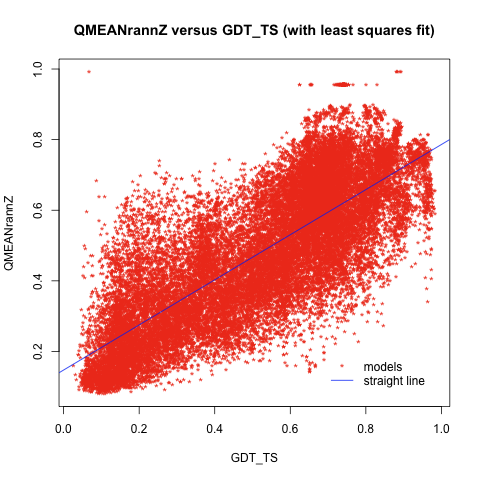 QMEANrannZ versus GDT_TS (with least squares fit)
1.0
0.8
0.6
0.4
0.2
QMEANrannZ
models
straight line
0.0 0.2 0.4 0.6 0.8 1.0
GDT_TS